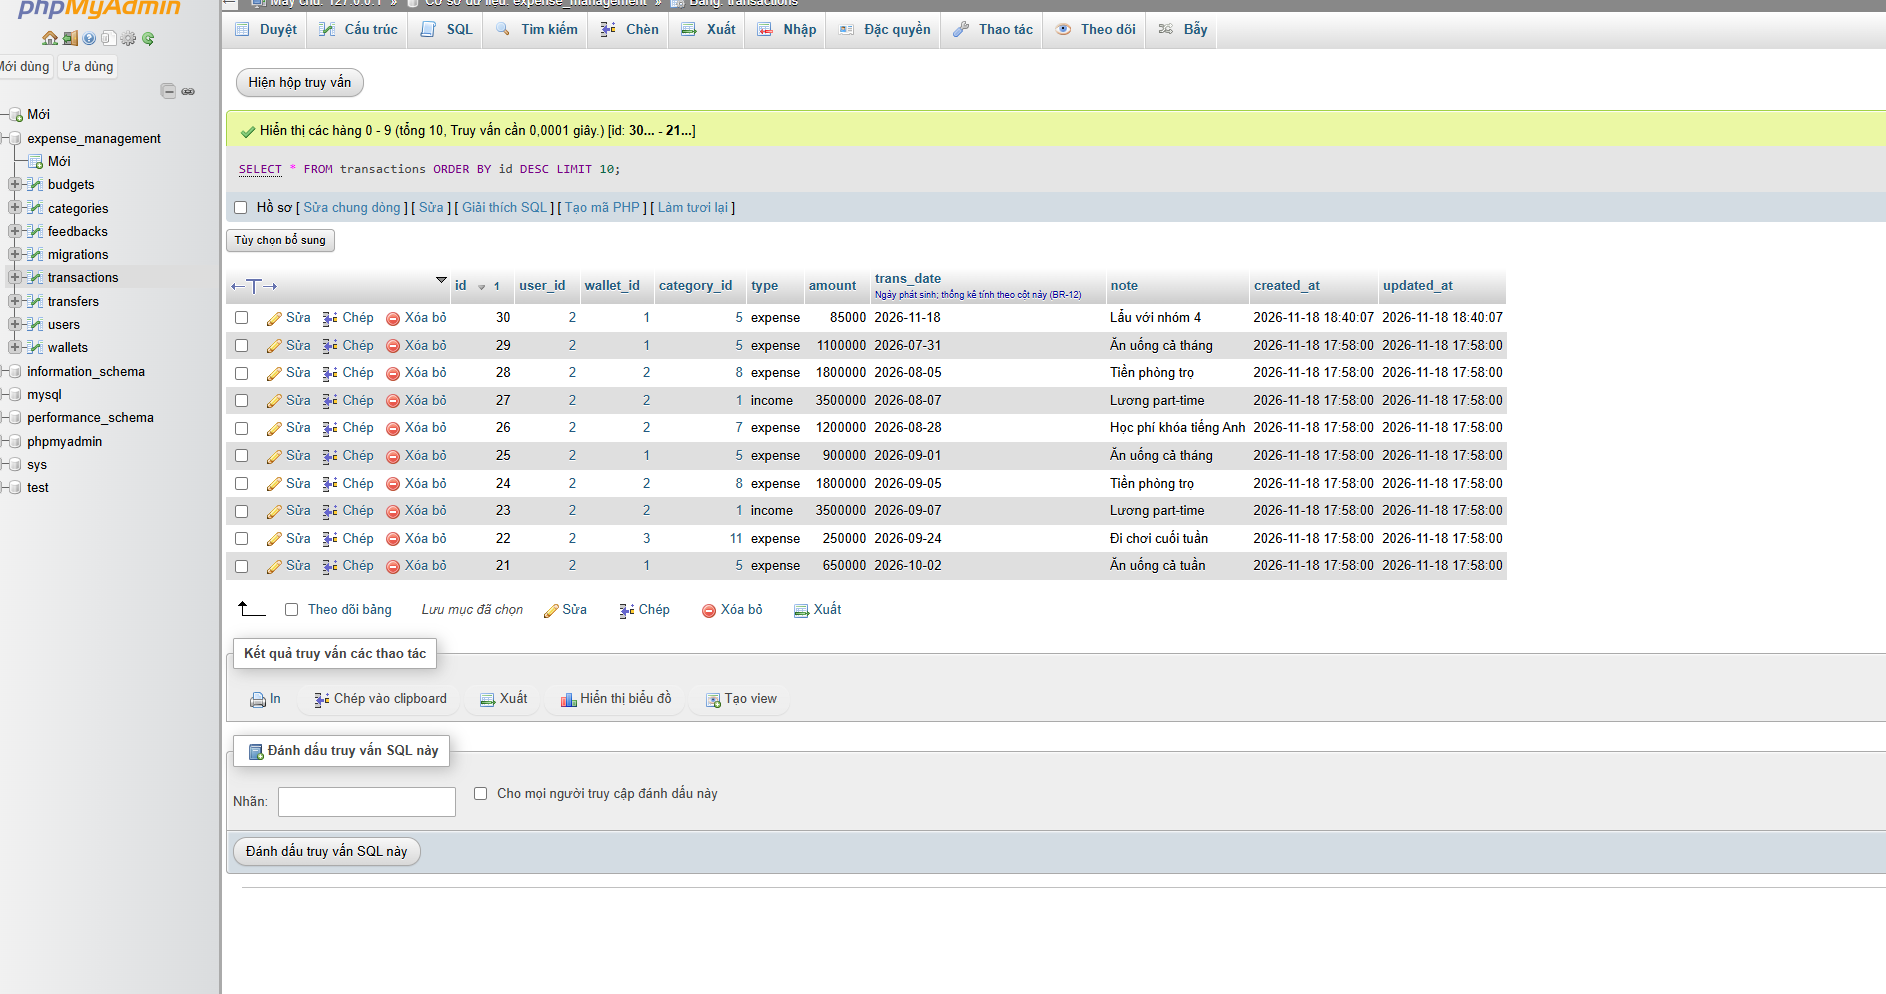 phpMyAdmin
Máy chủ: 127.0.0.1 » Cơ sở dữ liệu: expense_management » Bảng: transactions
Duyệt Cấu trúc SQL Tìm kiếm Chèn Xuất Nhập Đặc quyền Thao tác Theo dõi Bẫy
Mới dùng Ưa dùng
Mới
expense_management
Mới
budgets
categories
feedbacks
migrations
transactions
transfers
users
wallets
information_schema
mysql
performance_schema
phpmyadmin
sys
test
Hiện hộp truy vấn
Hiển thị các hàng 0 - 9 (tổng 10, Truy vấn cần 0,0001 giây.) [id: 30... - 21...]
SELECT * FROM transactions ORDER BY id DESC LIMIT 10;
Hồ sơ [ Sửa chung dòng ] [ Sửa ] [ Giải thích SQL ] [ Tạo mã PHP ] [ Làm tươi lại ]
Tùy chọn bổ sung
←T→ id 1 user_id wallet_id category_id type amount trans_date note created_at updated_at
Ngày phát sinh; thống kê tính theo cột này (BR-12)
Sửa Chép Xóa bỏ 30 2 1 5 expense 85000 2026-11-18 Lẩu với nhóm 4 2026-11-18 18:40:07 2026-11-18 18:40:07
Sửa Chép Xóa bỏ 29 2 1 5 expense 1100000 2026-07-31 Ăn uống cả tháng 2026-11-18 17:58:00 2026-11-18 17:58:00
Sửa Chép Xóa bỏ 28 2 2 8 expense 1800000 2026-08-05 Tiền phòng trọ 2026-11-18 17:58:00 2026-11-18 17:58:00
Sửa Chép Xóa bỏ 27 2 2 1 income 3500000 2026-08-07 Lương part-time 2026-11-18 17:58:00 2026-11-18 17:58:00
Sửa Chép Xóa bỏ 26 2 2 7 expense 1200000 2026-08-28 Học phí khóa tiếng Anh 2026-11-18 17:58:00 2026-11-18 17:58:00
Sửa Chép Xóa bỏ 25 2 1 5 expense 900000 2026-09-01 Ăn uống cả tháng 2026-11-18 17:58:00 2026-11-18 17:58:00
Sửa Chép Xóa bỏ 24 2 2 8 expense 1800000 2026-09-05 Tiền phòng trọ 2026-11-18 17:58:00 2026-11-18 17:58:00
Sửa Chép Xóa bỏ 23 2 2 1 income 3500000 2026-09-07 Lương part-time 2026-11-18 17:58:00 2026-11-18 17:58:00
Sửa Chép Xóa bỏ 22 2 3 11 expense 250000 2026-09-24 Đi chơi cuối tuần 2026-11-18 17:58:00 2026-11-18 17:58:00
Sửa Chép Xóa bỏ 21 2 1 5 expense 650000 2026-10-02 Ăn uống cả tuần 2026-11-18 17:58:00 2026-11-18 17:58:00
Theo dõi bảng Lưu mục đã chọn Sửa Chép Xóa bỏ Xuất
Kết quả truy vấn các thao tác
In Chép vào clipboard Xuất Hiển thị biểu đồ Tạo view
Đánh dấu truy vấn SQL này
Nhãn: Cho mọi người truy cập đánh dấu này
Đánh dấu truy vấn SQL này